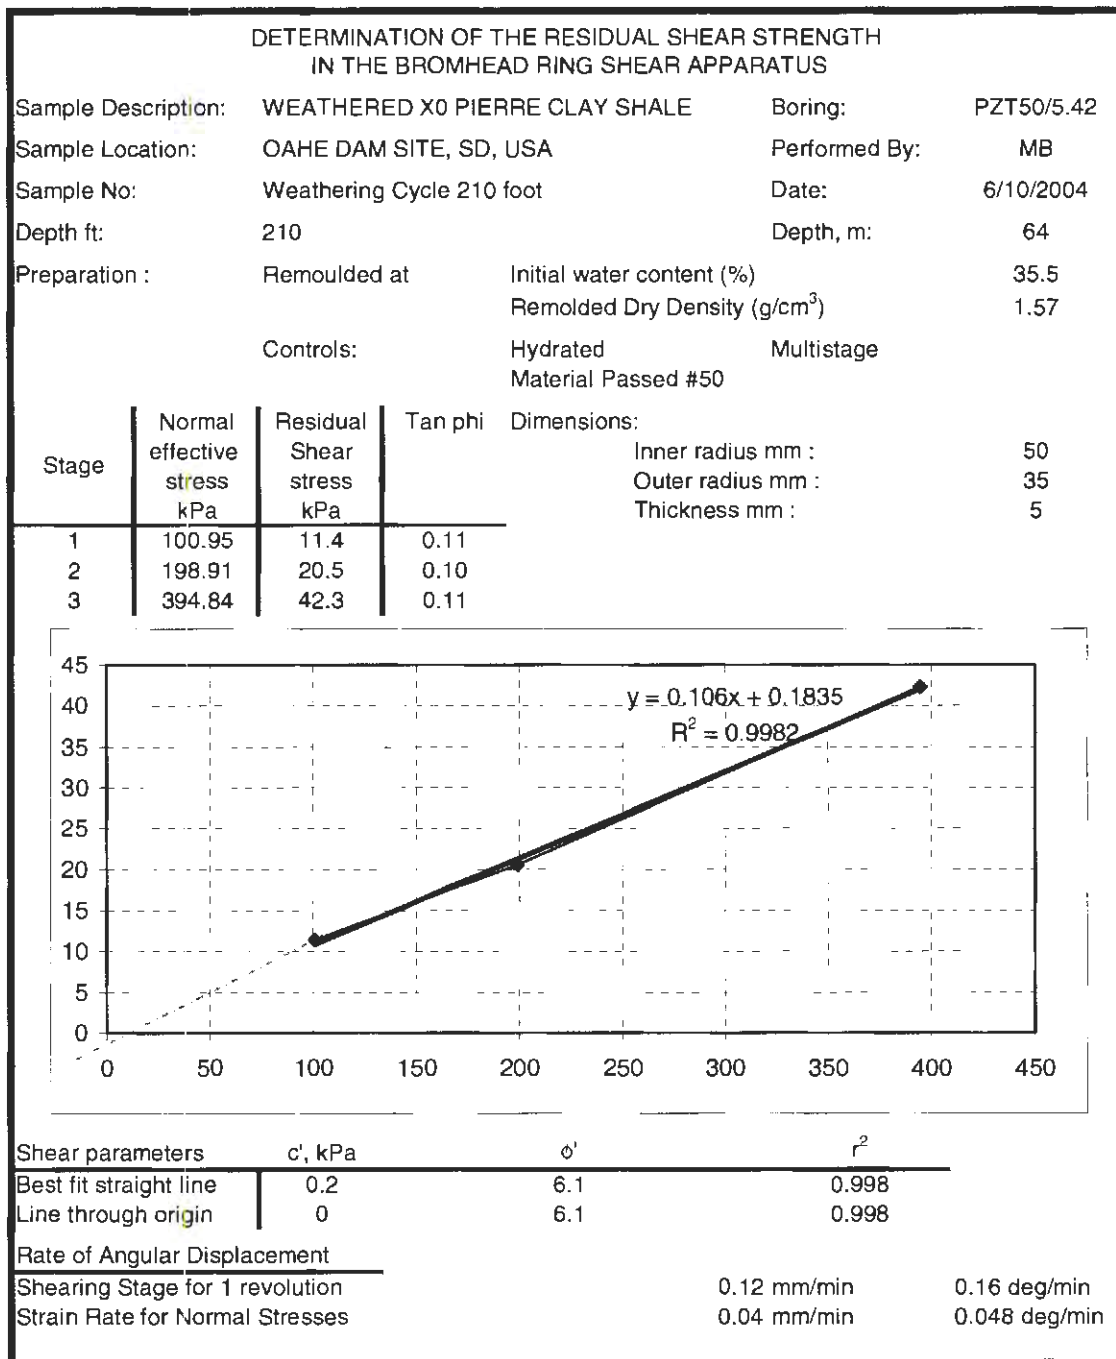 DETERMINATION OF THE RESIDUAL SHEAR STRENGTH
IN THE BROMHEAD RING SHEAR APPARATUS
Sample Description: WEATHERED X0 PIERRE CLAY SHALE Boring: PZT50/5.42
Sample Location: OAHE DAM SITE, SD, USA Performed By: MB
Sample No: Weathering Cycle 210 foot Date: 6/10/2004
Depth ft: 210 Depth, m: 64
Preparation : Remoulded at Initial water content (%) 35.5
Remolded Dry Density (g/cm³) 1.57
Controls: Hydrated Multistage
Material Passed #50
Stage Normal effective stress kPa Residual Shear stress kPa Tan phi
1 100.95 11.4 0.11
2 198.91 20.5 0.10
3 394.84 42.3 0.11
Dimensions:
Inner radius mm : 50
Outer radius mm : 35
Thickness mm : 5
45
40
35
30
25
20
15
10
5
0
y = 0.106x + 0.1835
R² = 0.9982
0 50 100 150 200 250 300 350 400 450
Shear parameters c', kPa ϕ' r²
Best fit straight line 0.2 6.1 0.998
Line through origin 0 6.1 0.998
Rate of Angular Displacement
Shearing Stage for 1 revolution 0.12 mm/min 0.16 deg/min
Strain Rate for Normal Stresses 0.04 mm/min 0.048 deg/min